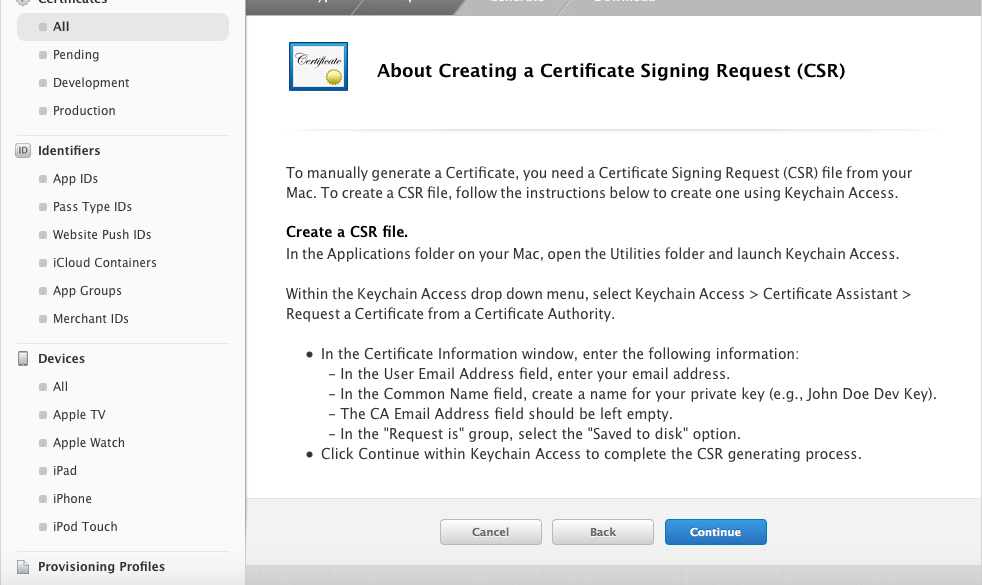 Certificates
All
Pending
Development
Production
ID Identifiers
App IDs
Pass Type IDs
Website Push IDs
iCloud Containers
App Groups
Merchant IDs
Devices
All
Apple TV
Apple Watch
iPad
iPhone
iPod Touch
Provisioning Profiles
Generate Download
Certificate
About Creating a Certificate Signing Request (CSR)
To manually generate a Certificate, you need a Certificate Signing Request (CSR) file from your
Mac. To create a CSR file, follow the instructions below to create one using Keychain Access.
Create a CSR file.
In the Applications folder on your Mac, open the Utilities folder and launch Keychain Access.
Within the Keychain Access drop down menu, select Keychain Access > Certificate Assistant >
Request a Certificate from a Certificate Authority.
• In the Certificate Information window, enter the following information:
– In the User Email Address field, enter your email address.
– In the Common Name field, create a name for your private key (e.g., John Doe Dev Key).
– The CA Email Address field should be left empty.
– In the "Request is" group, select the "Saved to disk" option.
• Click Continue within Keychain Access to complete the CSR generating process.
Cancel Back Continue